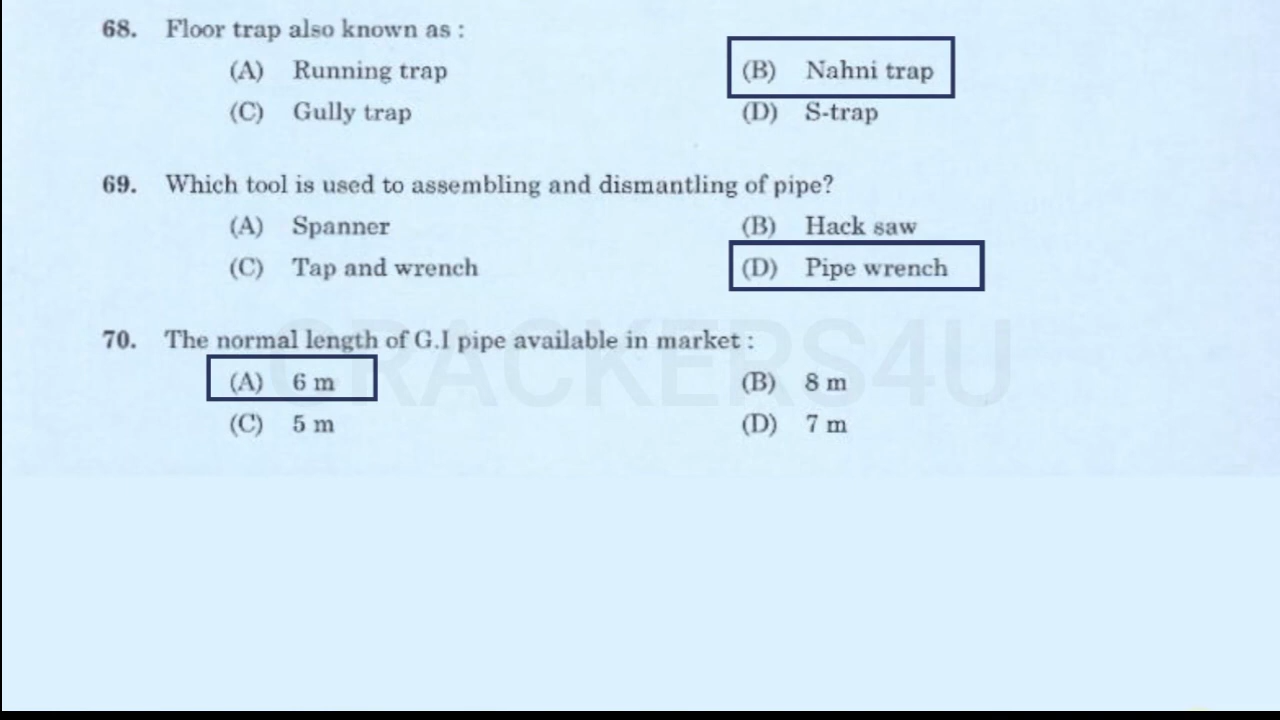 68. Floor trap also known as :
(A) Running trap (B) Nahni trap
(C) Gully trap (D) S-trap
69. Which tool is used to assembling and dismantling of pipe?
(A) Spanner (B) Hack saw
(C) Tap and wrench (D) Pipe wrench
70. The normal length of G.I pipe available in market :
CRACKERS4U
(A) 6 m (B) 8 m
(C) 5 m (D) 7 m